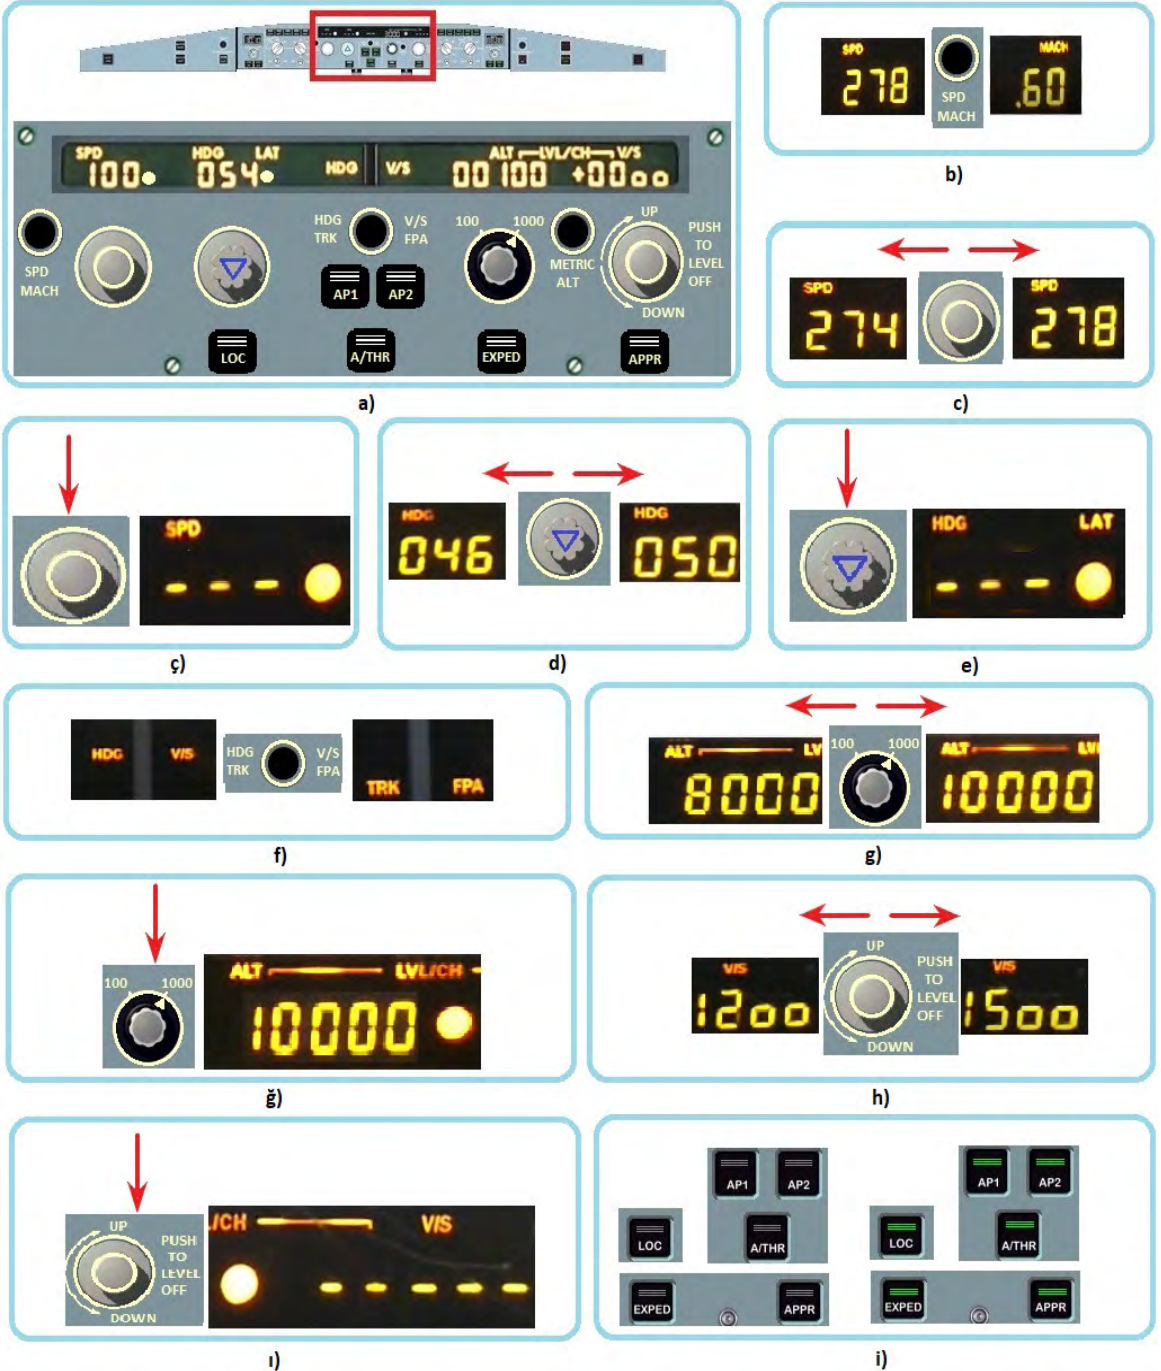 SPD HDG LAT HDG V/S ALT LVL/CH V/S
100 054 00100 +00oo
SPD
MACH
HDG V/S
TRK FPA
100 1000
METRIC
ALT
UP
PUSH
TO
LEVEL
OFF
DOWN
AP1 AP2
LOC A/THR EXPED APPR
a)
SPD MACH
278 .60
SPD
MACH
b)
SPD SPD
274 278
c)
SPD
- - -
ç)
HDG HDG
046 050
d)
HDG LAT
- - -
e)
HDG V/S
HDG V/S
TRK FPA
TRK FPA
f)
ALT LV
8000
100 1000
ALT LV
10000
g)
100 1000
ALT LVL/CH
10000
ğ)
V/S V/S
12oo 15oo
UP
PUSH
TO
LEVEL
OFF
DOWN
h)
UP
PUSH
TO
LEVEL
OFF
DOWN
/CH V/S
- - - - -
ı)
AP1 AP2 AP1 AP2
LOC A/THR LOC A/THR
EXPED APPR EXPED APPR
i)